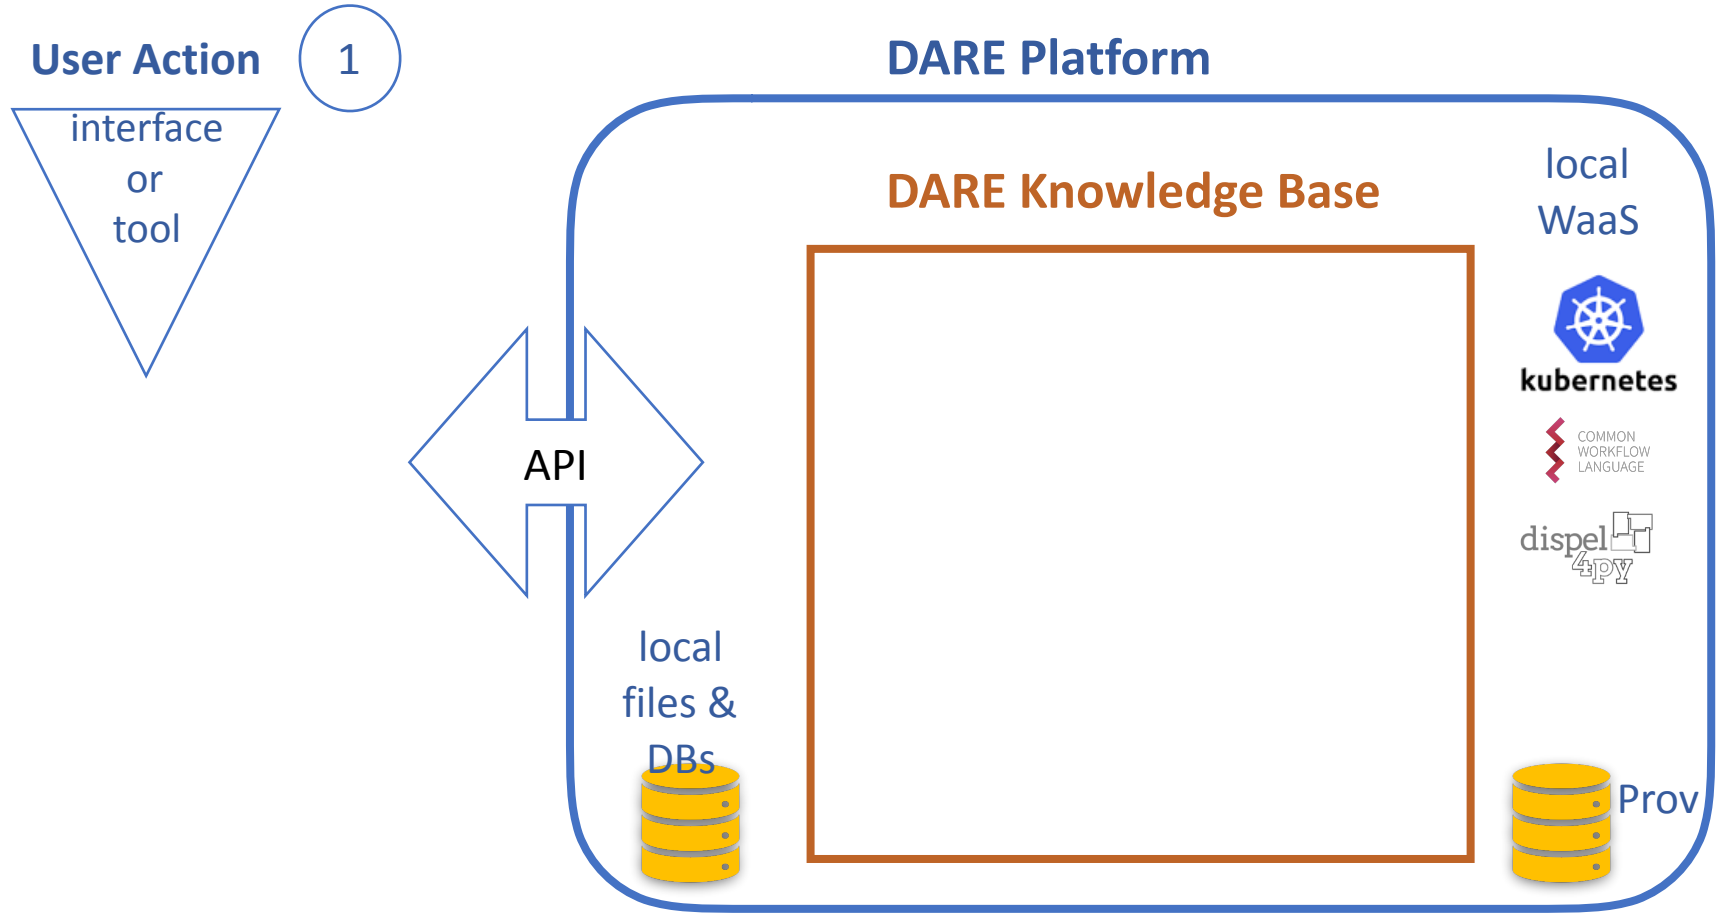 User Action
1
interface
or
tool
DARE Platform
DARE Knowledge Base
local
WaaS
kubernetes
COMMON
WORKFLOW
LANGUAGE
dispel
4py
API
local
files &
DBs
Prov